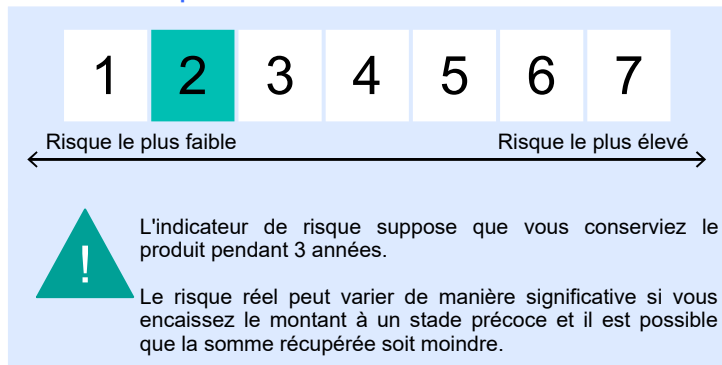 1 2 3 4 5 6 7
Risque le plus faible Risque le plus élevé
!
L'indicateur de risque suppose que vous conserviez le
produit pendant 3 années.
Le risque réel peut varier de manière significative si vous
encaissez le montant à un stade précoce et il est possible
que la somme récupérée soit moindre.